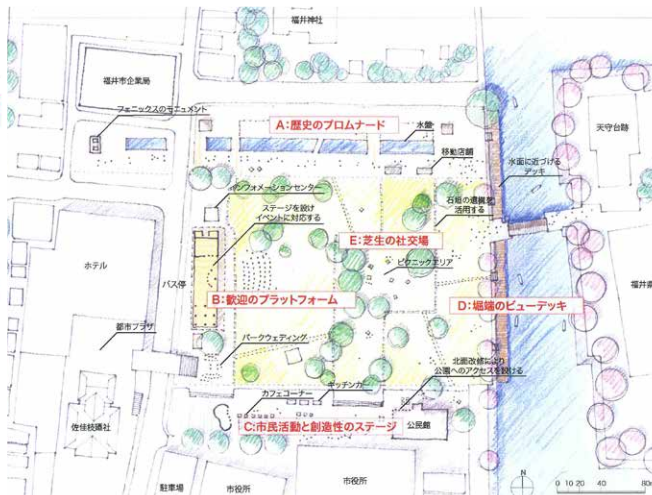 福井神社
福井市企業局
フェニックスのモニュメント
A:歴史のプロムナード
水盤
天守台跡
移動店舗
水面に近づける
デッキ
インフォメーションセンター
ステージを設け
イベントに対応する
石垣の遺構を
活用する
E:芝生の社交場
ホテル
バス停
ピクニックエリア
B:歓迎のプラットフォーム
D:堀端のビューデッキ
福井県
都市プラザ
パークウェディング
北面改修により
公園へのアクセスを設ける
カフェコーナー
キッチンカー
佐佳枝廼社
C:市民活動と創造性のステージ
公民館
駐車場
市役所
市役所
N
0 10 20 40 80